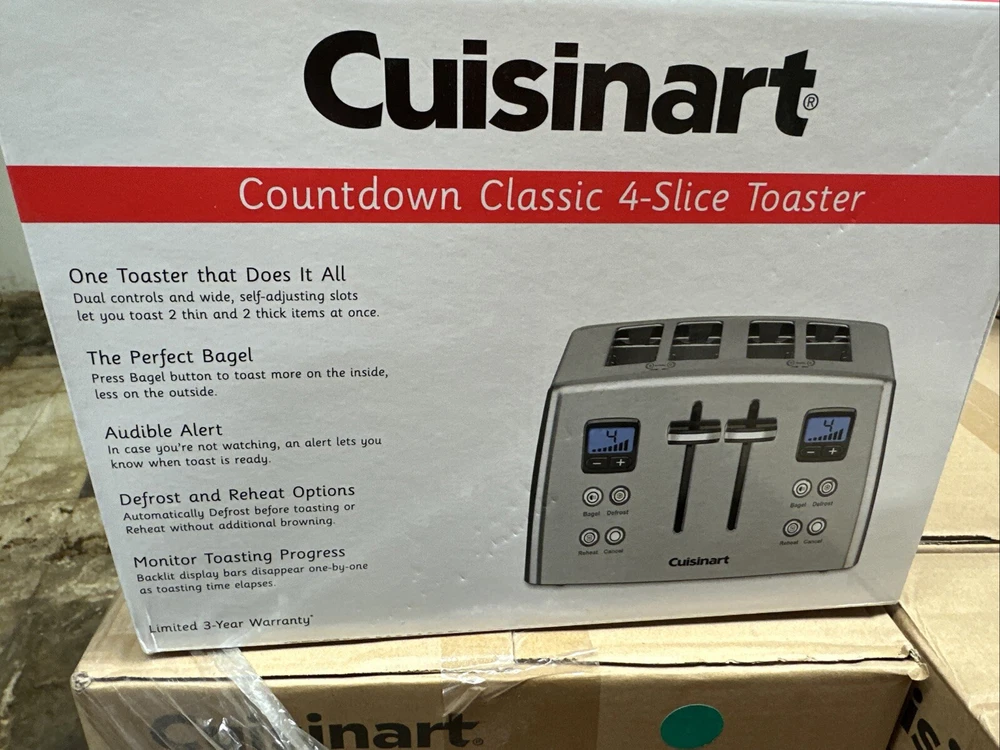 Cuisinart®
Countdown Classic 4-Slice Toaster
One Toaster that Does It All
Dual controls and wide, self-adjusting slots
let you toast 2 thin and 2 thick items at once.
The Perfect Bagel
Press Bagel button to toast more on the inside,
less on the outside.
Audible Alert
In case you're not watching, an alert lets you
know when toast is ready.
Defrost and Reheat Options
Automatically Defrost before toasting or
Reheat without additional browning.
Monitor Toasting Progress
Backlit display bars disappear one-by-one
as toasting time elapses.
Limited 3-Year Warranty*
4
- +
Bagel Defrost
Reheat Cancel
4
- +
Bagel Defrost
Reheat Cancel
Cuisinart
Cuisinart®